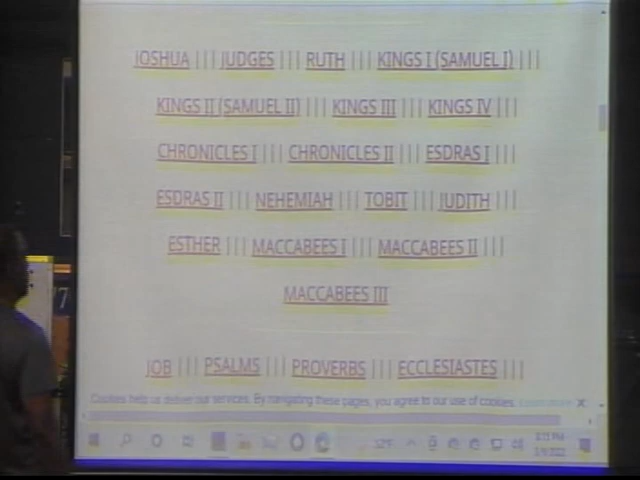 JOSHUA ||| JUDGES ||| RUTH ||| KINGS I (SAMUEL I) |||
KINGS II (SAMUEL II) ||| KINGS III ||| KINGS IV |||
CHRONICLES I ||| CHRONICLES II ||| ESDRAS I |||
ESDRAS II ||| NEHEMIAH ||| TOBIT ||| JUDITH |||
ESTHER ||| MACCABEES I ||| MACCABEES II |||
MACCABEES III
JOB ||| PSALMS ||| PROVERBS ||| ECCLESIASTES |||
Cookies help us deliver our services. By navigating these pages, you agree to our use of cookies. X
7